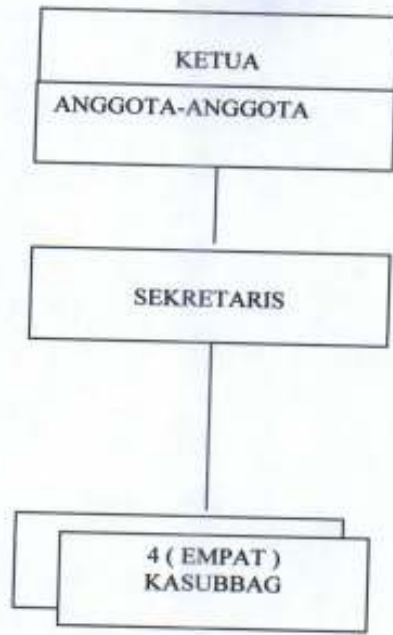 KETUA
ANGGOTA-ANGGOTA
SEKRETARIS
4 ( EMPAT )
KASUBBAG